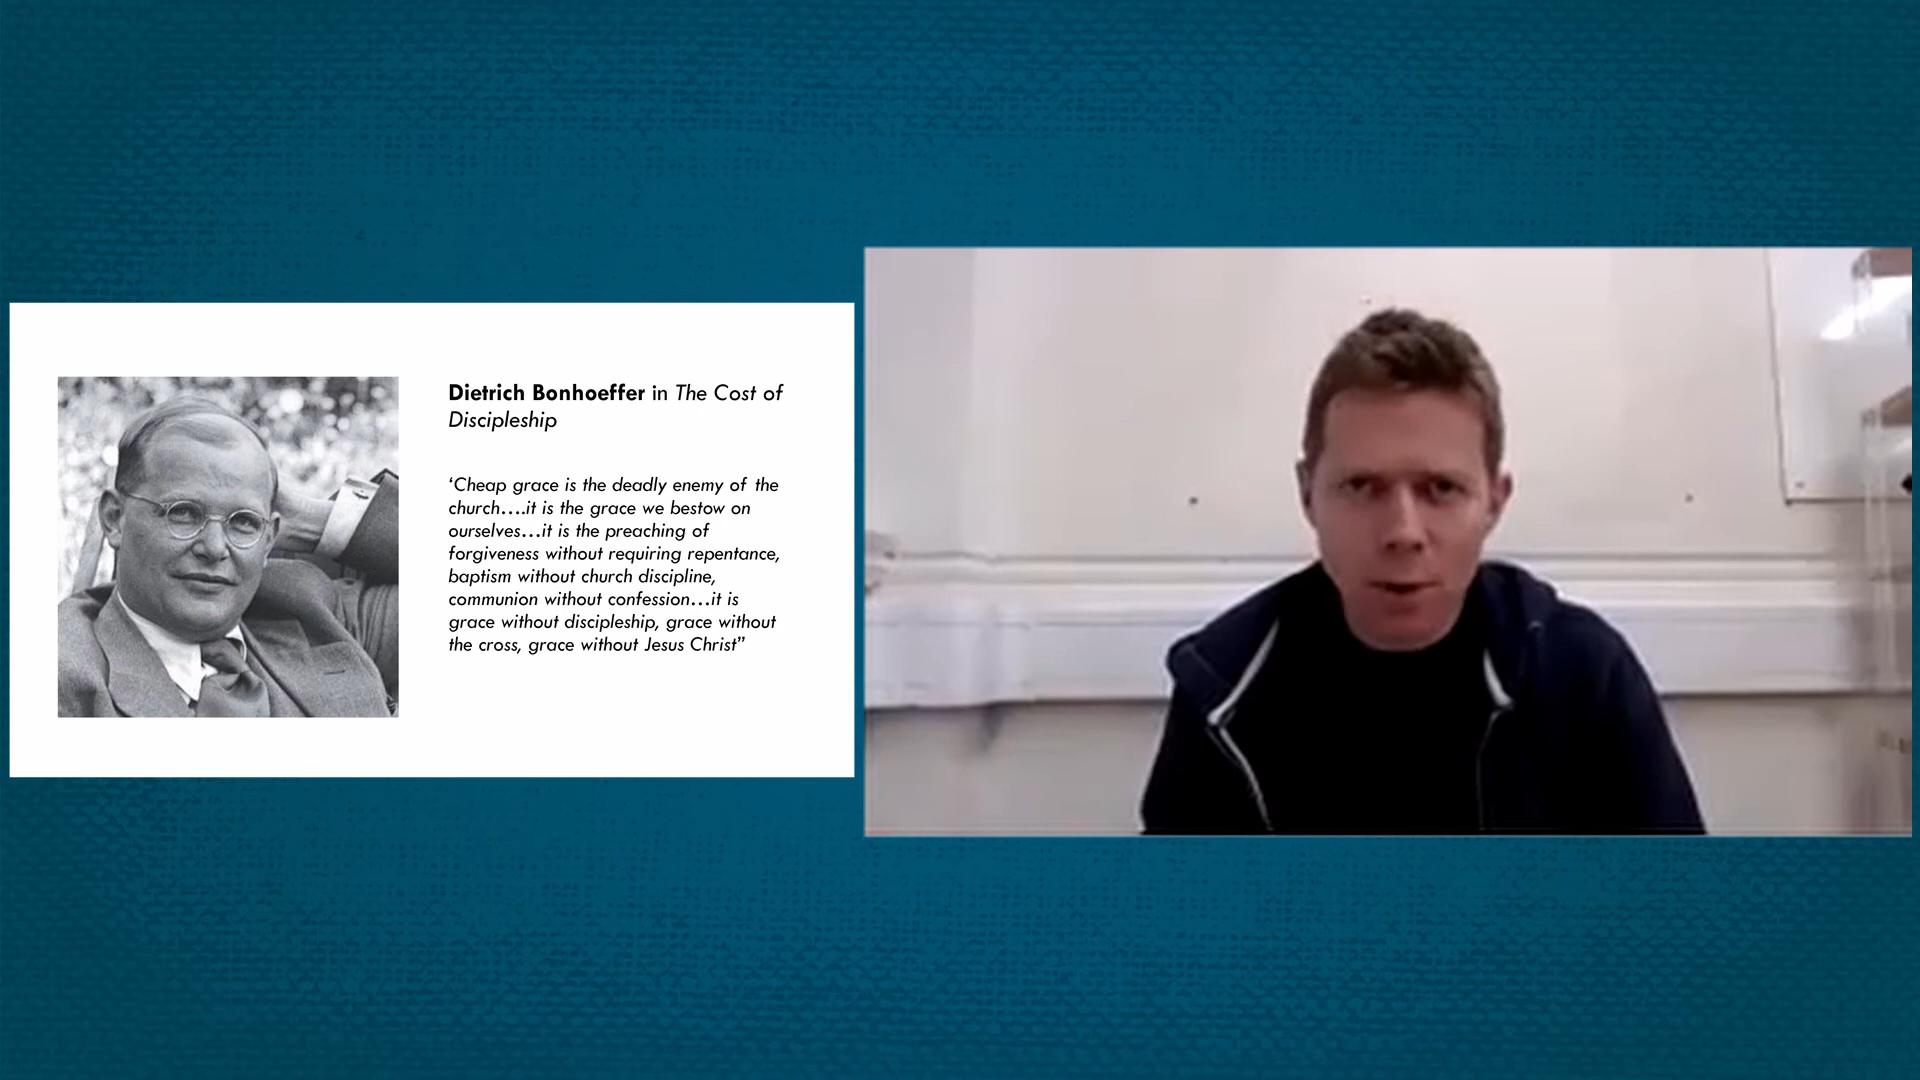 Dietrich Bonhoeffer in The Cost of
Discipleship
‘Cheap grace is the deadly enemy of the
church....it is the grace we bestow on
ourselves...it is the preaching of
forgiveness without requiring repentance,
baptism without church discipline,
communion without confession...it is
grace without discipleship, grace without
the cross, grace without Jesus Christ”